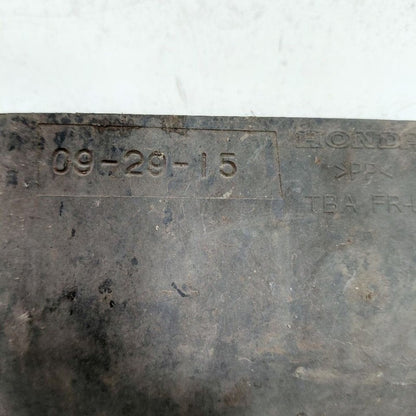 09-29-15
HONDA
>PP<
TBA FR-